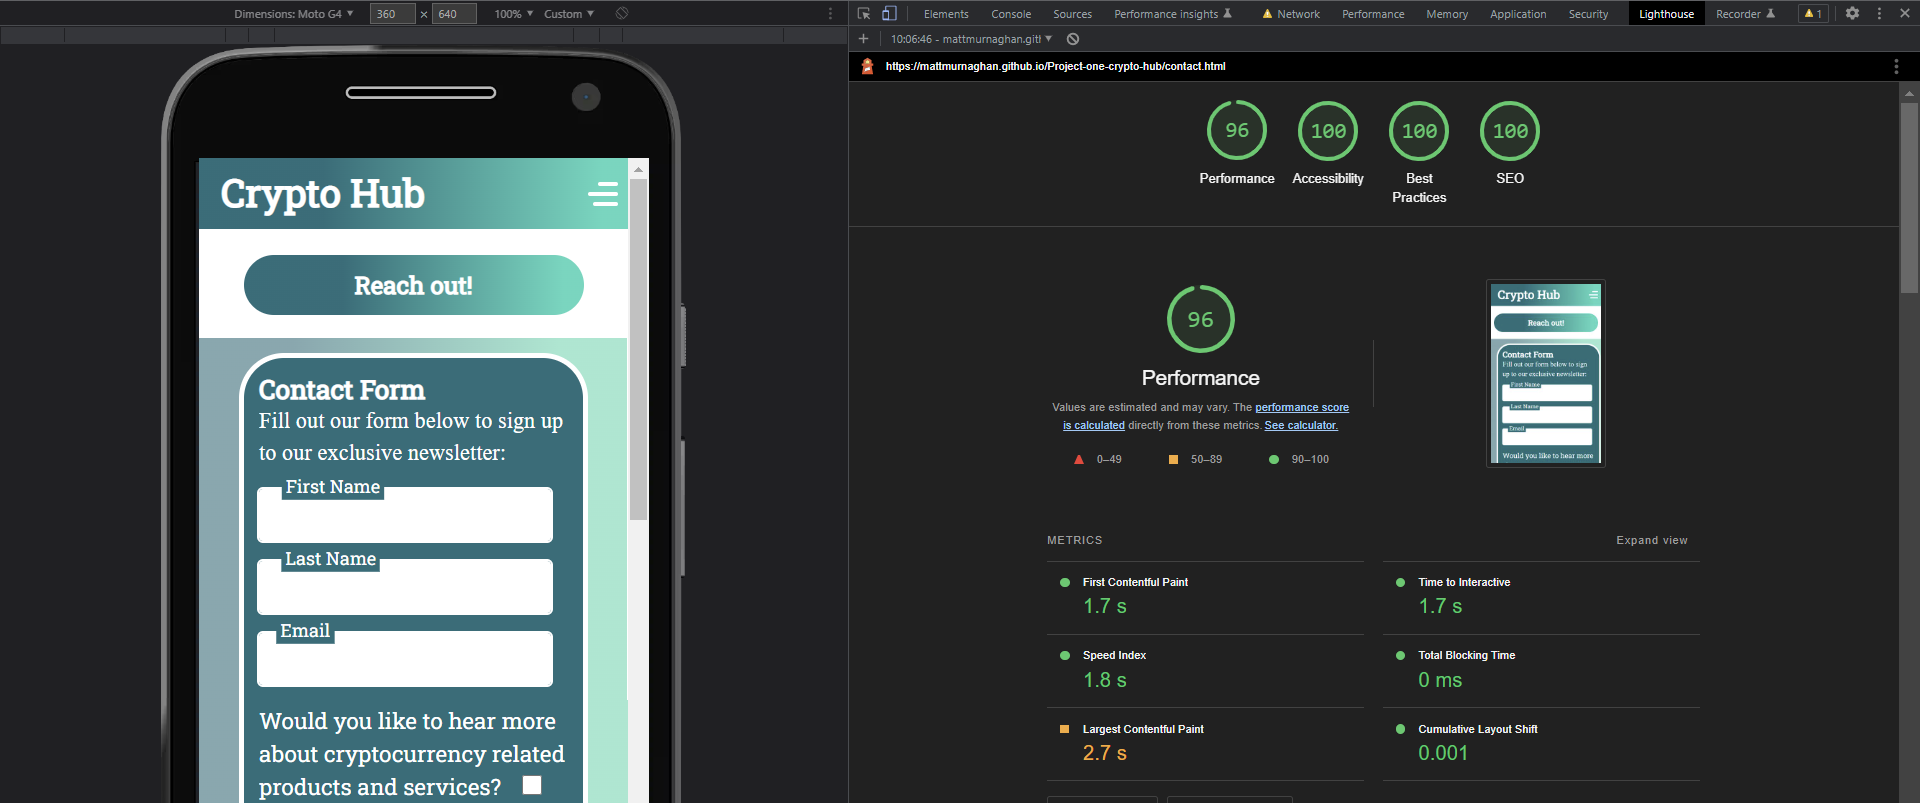 Dimensions: Moto G4 360 × 640 100% Custom
Elements Console Sources Performance insights Network Performance Memory Application Security Lighthouse Recorder 1
10:06:46 - mattmurnaghan.gitl
https://mattmurnaghan.github.io/Project-one-crypto-hub/contact.html
Crypto Hub
Reach out!
Contact Form
Fill out our form below to sign up
to our exclusive newsletter:
First Name
Last Name
Email
Would you like to hear more
about cryptocurrency related
products and services?
96 100 100 100
Performance Accessibility Best Practices SEO
96
Performance
Values are estimated and may vary. The performance score
is calculated directly from these metrics. See calculator.
0–49 50–89 90–100
Crypto Hub
Reach out!
Contact Form
Fill out our form below to sign
up to our exclusive newsletter:
First Name
Last Name
Email
Would you like to hear more
METRICS Expand view
First Contentful Paint
1.7 s
Time to Interactive
1.7 s
Speed Index
1.8 s
Total Blocking Time
0 ms
Largest Contentful Paint
2.7 s
Cumulative Layout Shift
0.001